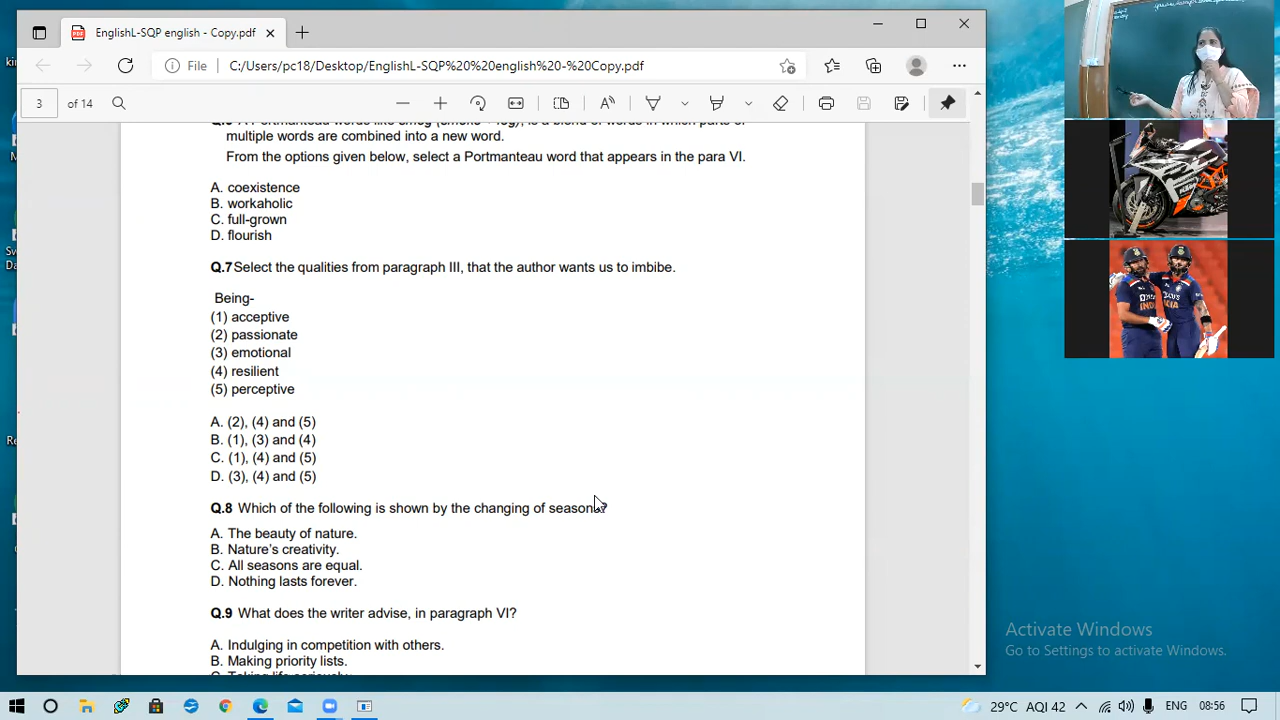 EnglishL-SQP english - Copy.pdf
File
C:/Users/pc18/Desktop/EnglishL-SQP%20%20english%20-%20Copy.pdf
3 of 14
multiple words are combined into a new word.
From the options given below, select a Portmanteau word that appears in the para VI.
A. coexistence
B. workaholic
C. full-grown
D. flourish
Q.7Select the qualities from paragraph III, that the author wants us to imbibe.
Being-
(1) acceptive
(2) passionate
(3) emotional
(4) resilient
(5) perceptive
A. (2), (4) and (5)
B. (1), (3) and (4)
C. (1), (4) and (5)
D. (3), (4) and (5)
Q.8 Which of the following is shown by the changing of seasons?
A. The beauty of nature.
B. Nature's creativity.
C. All seasons are equal.
D. Nothing lasts forever.
Q.9 What does the writer advise, in paragraph VI?
A. Indulging in competition with others.
B. Making priority lists.
Activate Windows
Go to Settings to activate Windows.
29°C AQI 42
ENG
08:56